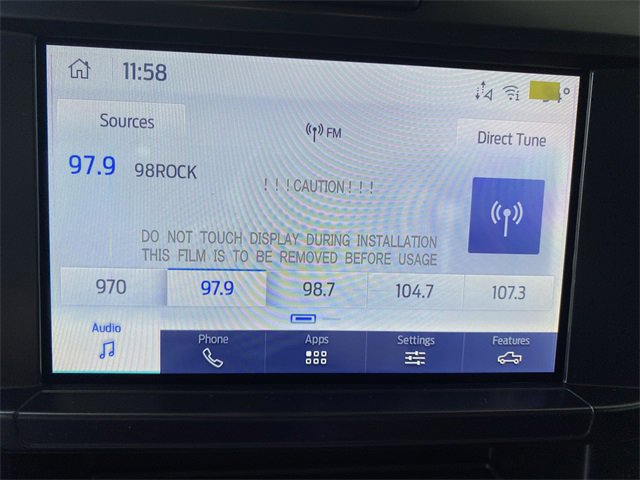 11:58
Sources
FM
Direct Tune
97.9 98ROCK
!!!CAUTION!!!
DO NOT TOUCH DISPLAY DURING INSTALLATION
THIS FILM IS TO BE REMOVED BEFORE USAGE
970 97.9 98.7 104.7 107.3
Audio Phone Apps Settings Features